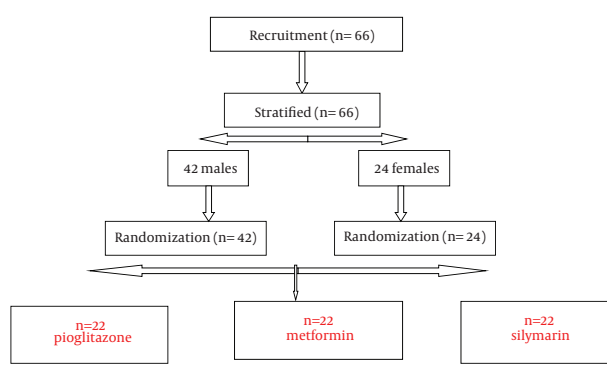 Recruitment (n= 66)
Stratified (n= 66)
42 males
24 females
Randomization (n= 42)
Randomization (n= 24)
n=22
pioglitazone
n=22
metformin
n=22
silymarin